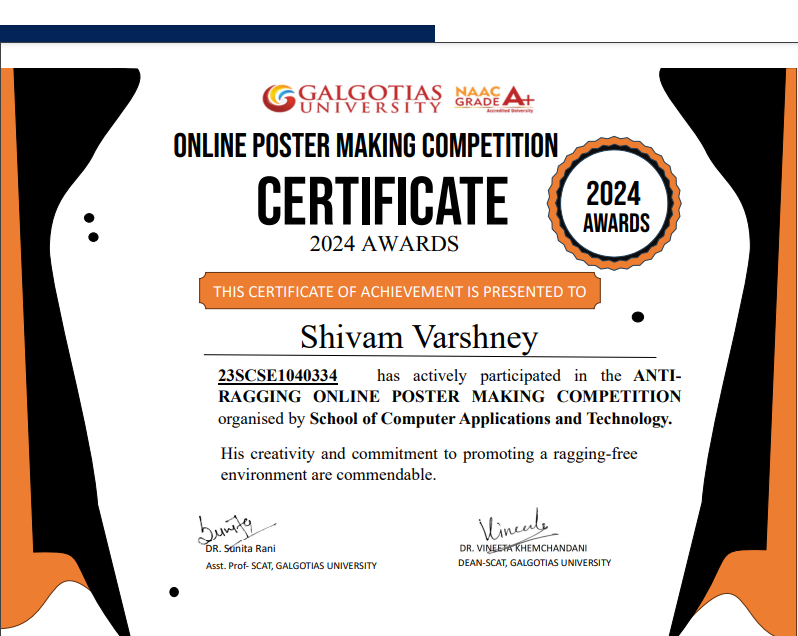 GALGOTIAS
UNIVERSITY
NAAC
GRADE A+
Accredited University
ONLINE POSTER MAKING COMPETITION
CERTIFICATE
2024 AWARDS
2024
AWARDS
THIS CERTIFICATE OF ACHIEVEMENT IS PRESENTED TO
Shivam Varshney
23SCSE1040334 has actively participated in the ANTI-
RAGGING ONLINE POSTER MAKING COMPETITION
organised by School of Computer Applications and Technology.
His creativity and commitment to promoting a ragging-free
environment are commendable.
Sunita
DR. Sunita Rani
Asst. Prof- SCAT, GALGOTIAS UNIVERSITY
Vineeta
DR. VINEETA KHEMCHANDANI
DEAN-SCAT, GALGOTIAS UNIVERSITY